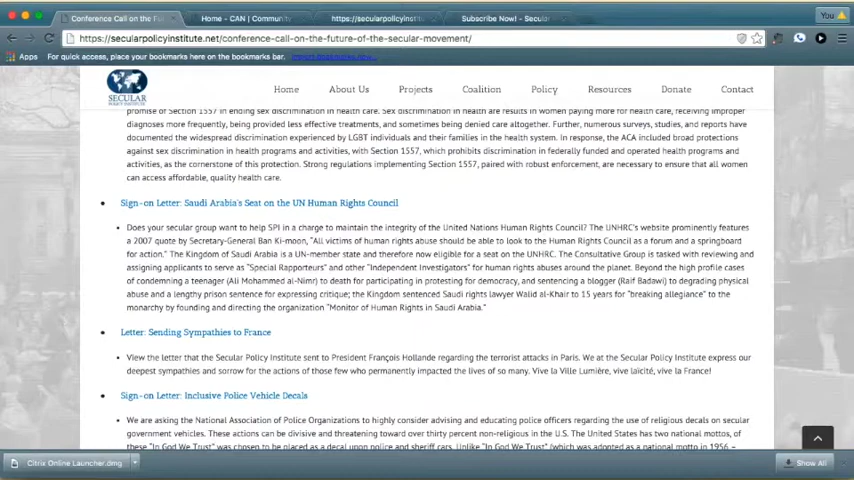 Conference Call on the Fu
Home - CAN | Community
https://secularpolicyinstit
Subscribe Now! - Secular
You
https://secularpolicyinstitute.net/conference-call-on-the-future-of-the-secular-movement/
Apps For quick access, place your bookmarks here on the bookmarks bar.
SECULAR
POLICY INSTITUTE
Home About Us Projects Coalition Policy Resources Donate Contact
promise of Section 1557 in ending sex discrimination in health care. Sex discrimination in health are results in women paying more for health care, receiving improper
diagnoses more frequently, being provided less effective treatments, and sometimes being denied care altogether. Further, numerous surveys, studies, and reports have
documented the widespread discrimination experienced by LGBT individuals and their families in the health system. In response, the ACA included broad protections
against sex discrimination in health programs and activities, with Section 1557, which prohibits discrimination in federally funded and operated health programs and
activities, as the cornerstone of this protection. Strong regulations implementing Section 1557, paired with robust enforcement, are necessary to ensure that all women
can access affordable, quality health care.
Sign-on Letter: Saudi Arabia's Seat on the UN Human Rights Council
Does your secular group want to help SPI in a charge to maintain the integrity of the United Nations Human Rights Council? The UNHRC's website prominently features
a 2007 quote by Secretary-General Ban Ki-moon, "All victims of human rights abuse should be able to look to the Human Rights Council as a forum and a springboard
for action." The Kingdom of Saudi Arabia is a UN-member state and therefore now eligible for a seat on the UNHRC. The Consultative Group is tasked with reviewing and
assigning applicants to serve as "Special Rapporteurs" and other "Independent Investigators" for human rights abuses around the planet. Beyond the high profile cases
of condemning a teenager (Ali Mohammed al-Nimr) to death for participating in protesting for democracy, and sentencing a blogger (Raif Badawi) to degrading physical
abuse and a lengthy prison sentence for expressing critique; the Kingdom sentenced Saudi rights lawyer Walid al-Khair to 15 years for "breaking allegiance" to the
monarchy by founding and directing the organization "Monitor of Human Rights in Saudi Arabia."
Letter: Sending Sympathies to France
View the letter that the Secular Policy Institute sent to President François Hollande regarding the terrorist attacks in Paris. We at the Secular Policy Institute express our
deepest sympathies and sorrow for the actions of those few who permanently impacted the lives of so many. Vive la Ville Lumière, vive laïcité, vive la France!
Sign-on Letter: Inclusive Police Vehicle Decals
We are asking the National Association of Police Organizations to highly consider advising and educating police officers regarding the use of religious decals on secular
government vehicles. These actions can be divisive and threatening toward over thirty percent non-religious in the U.S. The United States has two national mottos, of
these "In God We Trust" was chosen to be placed as a decal upon police and sheriff cars. Unlike "In God We Trust" (which was adopted as a national motto in 1956 –
Citrix Online Launcher.dmg
Show All